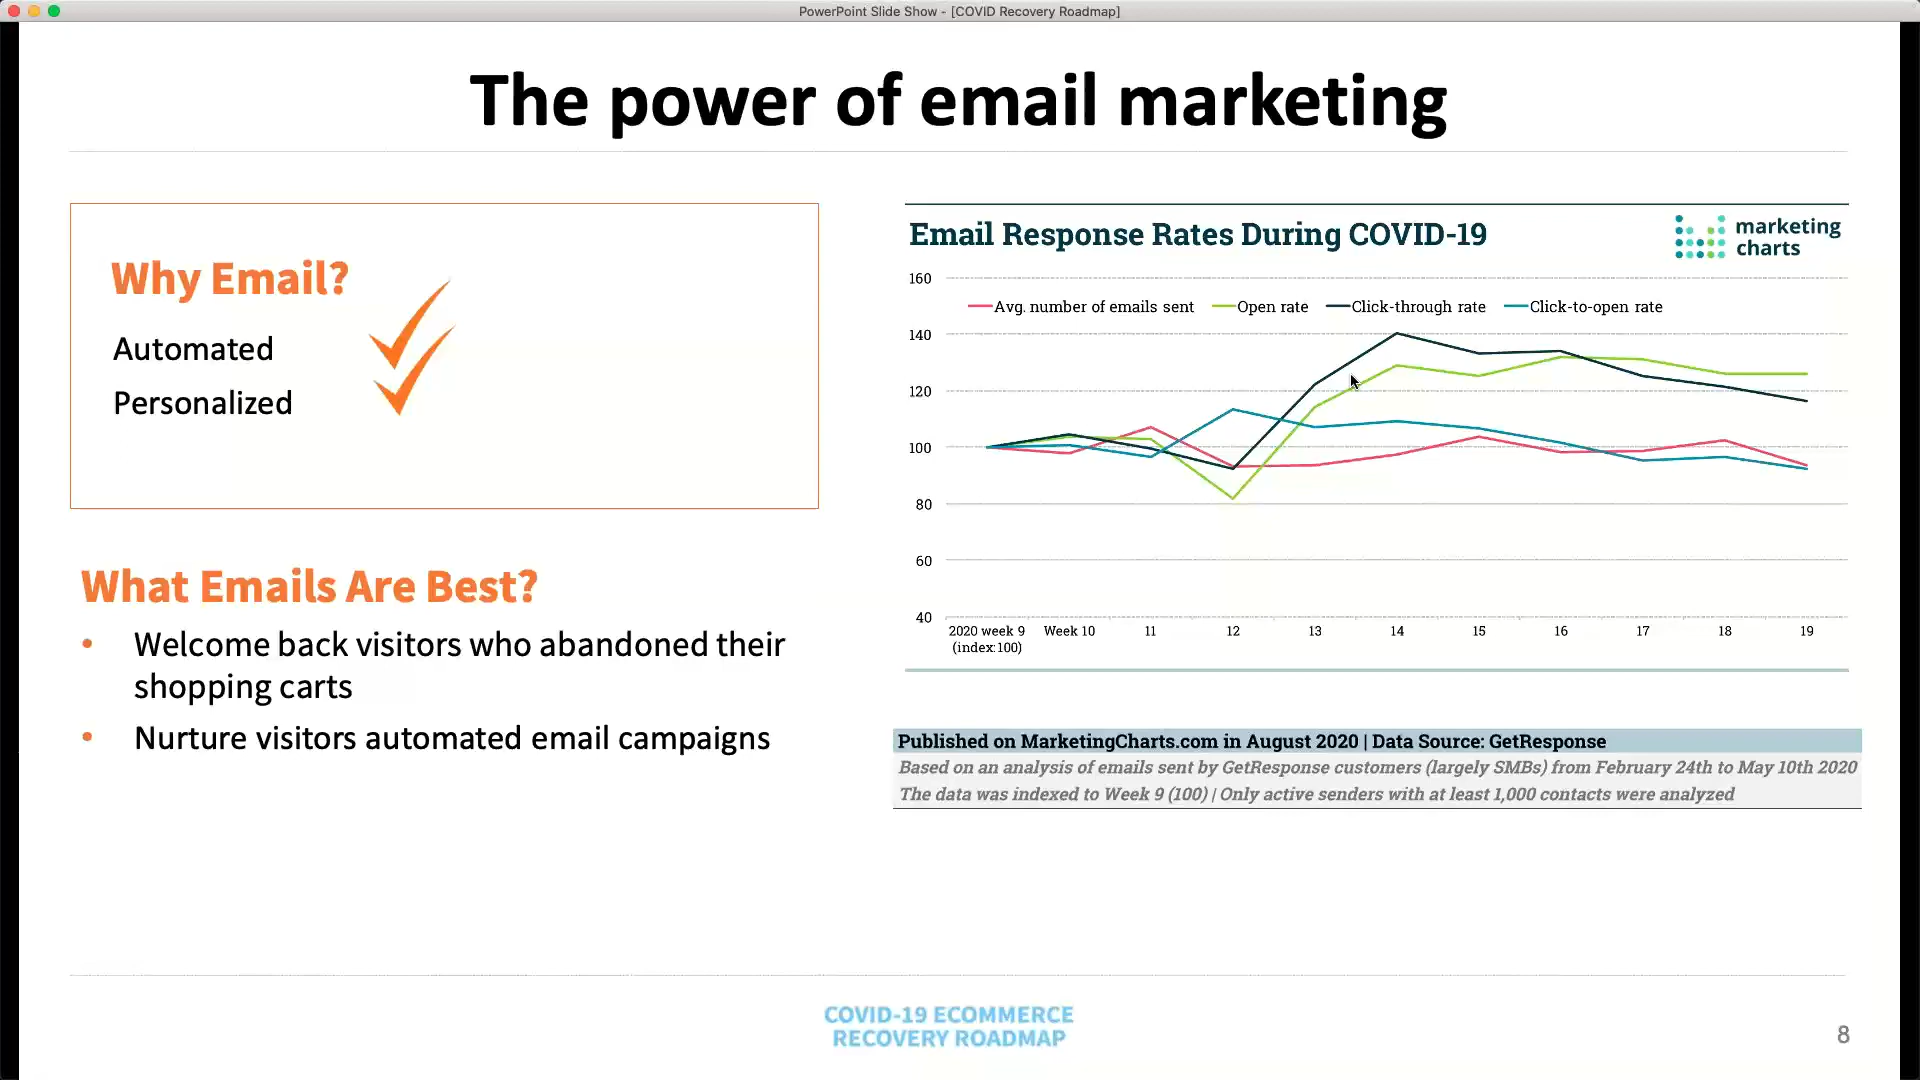 PowerPoint Slide Show - [COVID Recovery Roadmap]
The power of email marketing
Why Email?
Automated
Personalized
What Emails Are Best?
• Welcome back visitors who abandoned their
shopping carts
• Nurture visitors automated email campaigns
Email Response Rates During COVID-19
marketing
charts
160
Avg. number of emails sent Open rate Click-through rate Click-to-open rate
140
120
100
80
60
40
2020 week 9 Week 10 11 12 13 14 15 16 17 18 19
(index:100)
Published on MarketingCharts.com in August 2020 | Data Source: GetResponse
Based on an analysis of emails sent by GetResponse customers (largely SMBs) from February 24th to May 10th 2020
The data was indexed to Week 9 (100) | Only active senders with at least 1,000 contacts were analyzed
COVID-19 ECOMMERCE
RECOVERY ROADMAP
8